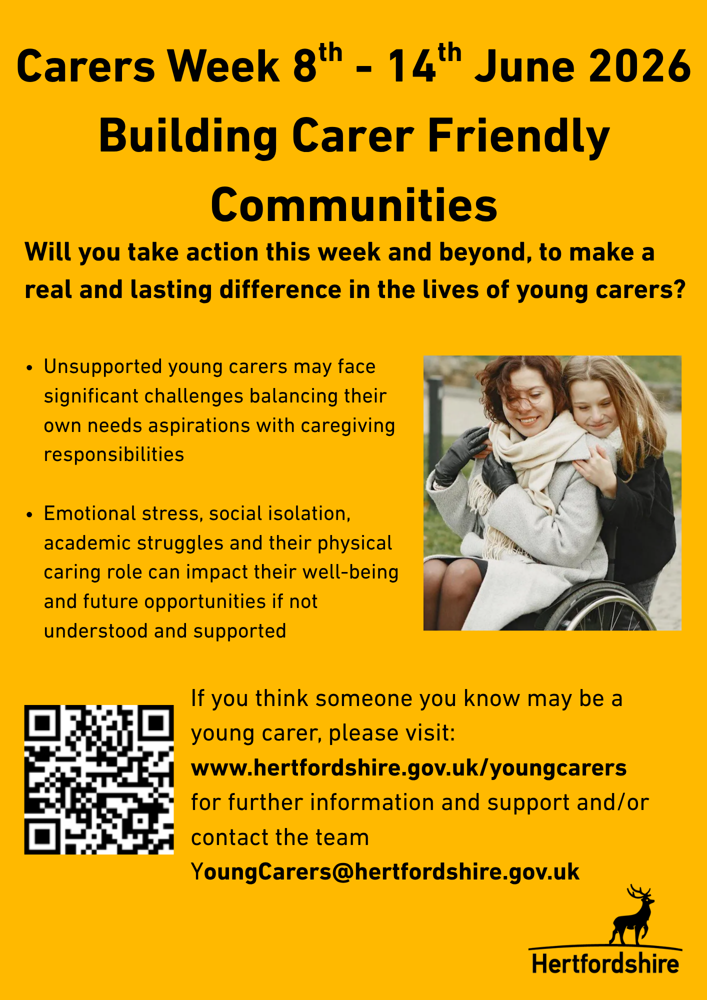 Carers Week 8th - 14th June 2026
Building Carer Friendly
Communities
Will you take action this week and beyond, to make a
real and lasting difference in the lives of young carers?
• Unsupported young carers may face
significant challenges balancing their
own needs aspirations with caregiving
responsibilities
• Emotional stress, social isolation,
academic struggles and their physical
caring role can impact their well-being
and future opportunities if not
understood and supported
If you think someone you know may be a
young carer, please visit:
www.hertfordshire.gov.uk/youngcarers
for further information and support and/or
contact the team
YoungCarers@hertfordshire.gov.uk
Hertfordshire